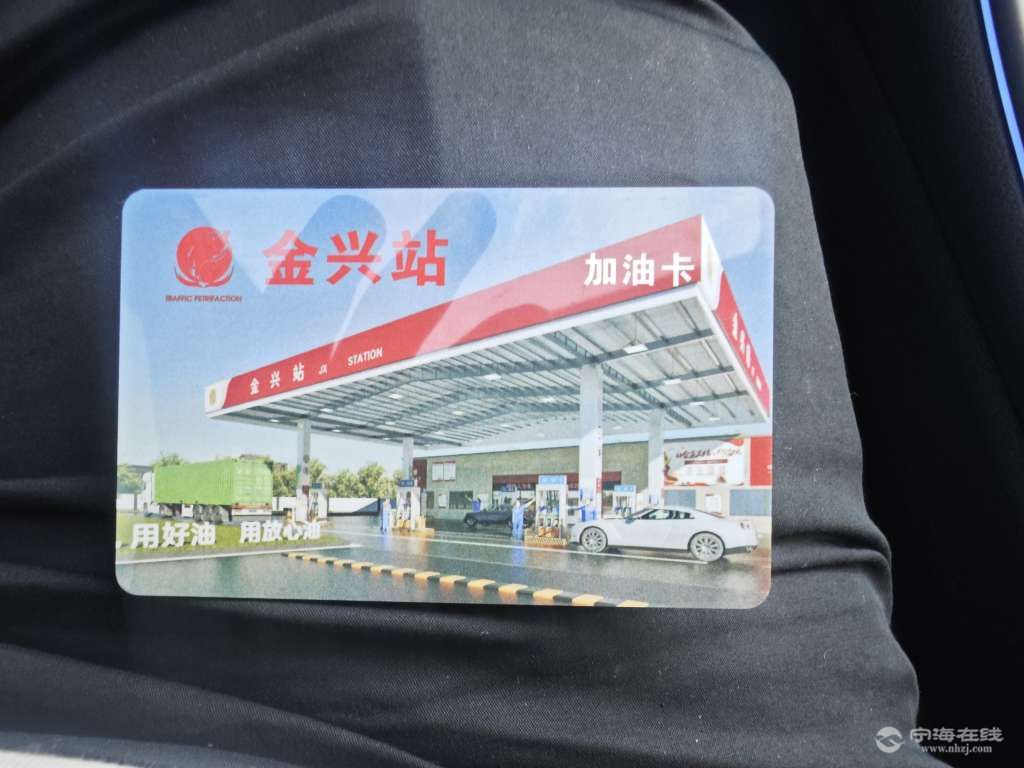 金兴站
加油卡
TRAFFIC PETRIFACTION
金兴站 JX STATION
用好油 用放心油
宁海在线
www.nhzj.com